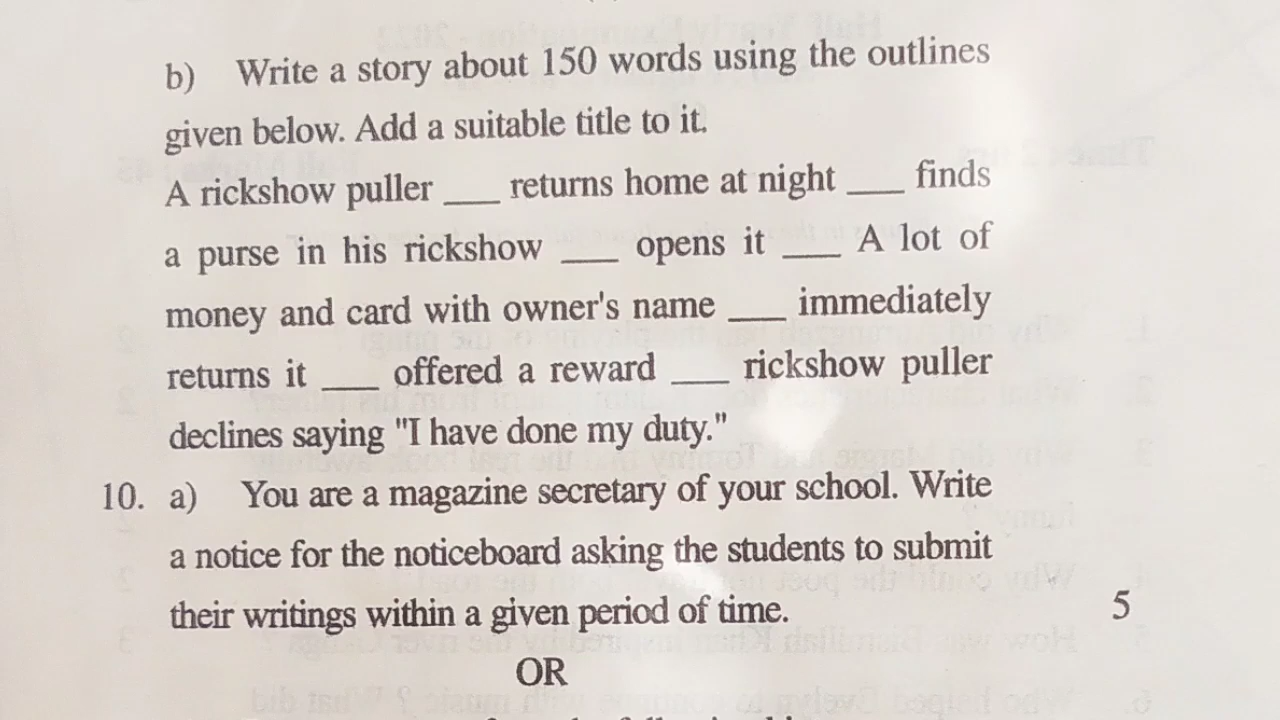 b) Write a story about 150 words using the outlines
given below. Add a suitable title to it.
A rickshow puller ___ returns home at night ___ finds
a purse in his rickshow ___ opens it ___ A lot of
money and card with owner's name ___ immediately
returns it ___ offered a reward ___ rickshow puller
declines saying "I have done my duty."
10. a) You are a magazine secretary of your school. Write
a notice for the noticeboard asking the students to submit
their writings within a given period of time. 5
OR